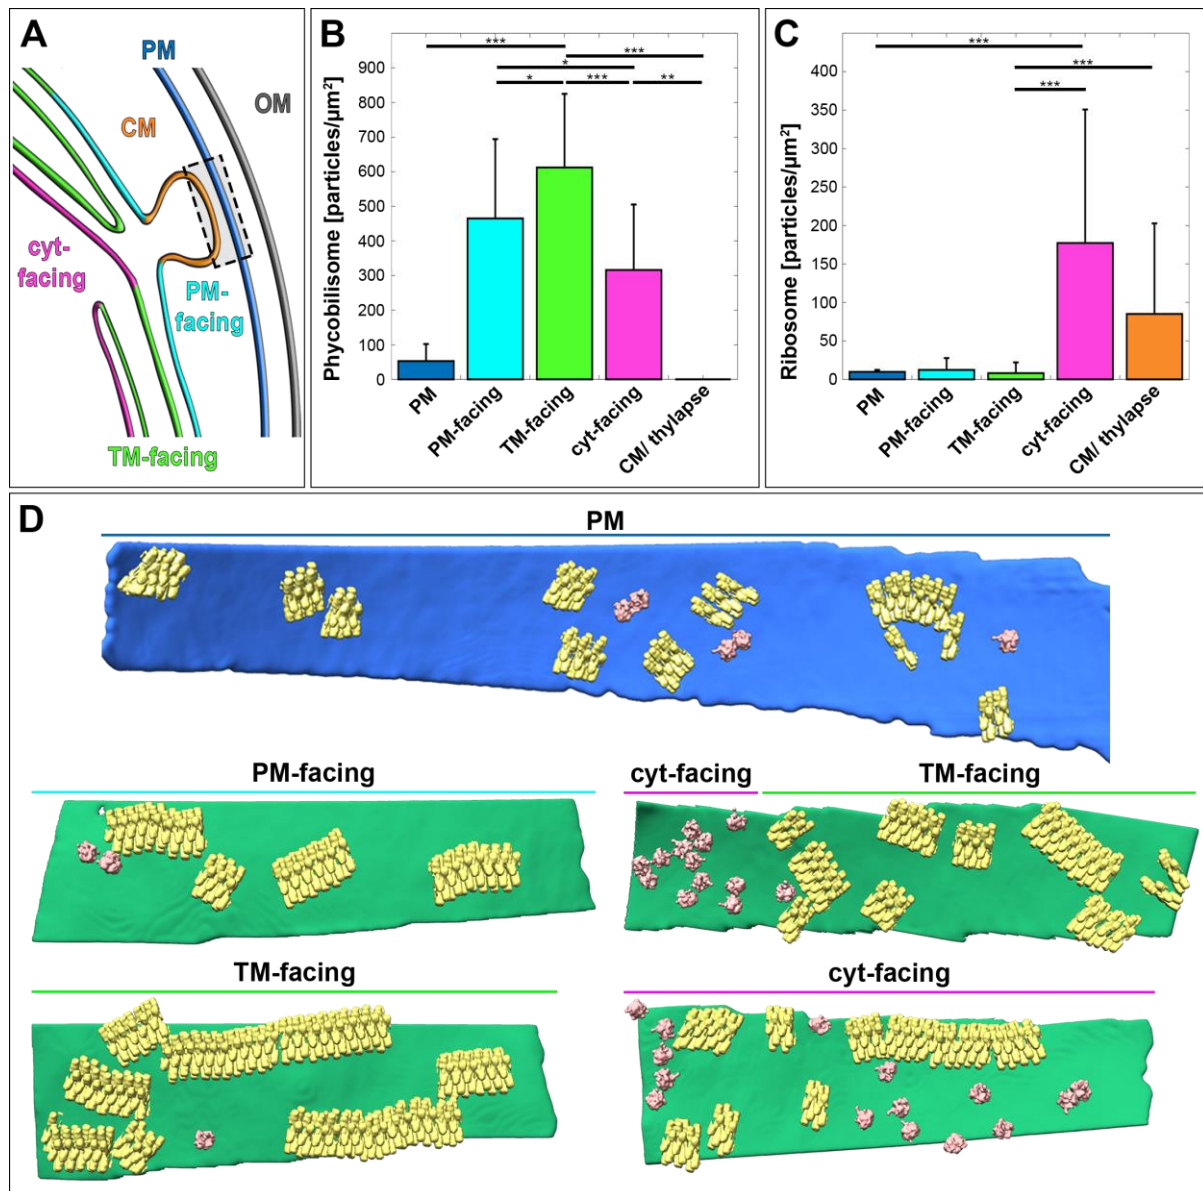 A
PM
OM
CM
cyt-
facing
PM-
facing
TM-facing
B
Phycobilisome [particles/µm²]
900
800
700
600
500
400
300
200
100
0
***
***
*
*
***
**
PM
PM-facing
TM-facing
cyt-facing
CM/ thylapse
C
Ribosome [particles/µm²]
400
350
300
250
200
150
100
50
0
***
***
***
PM
PM-facing
TM-facing
cyt-facing
CM/ thylapse
D
PM
PM-facing
cyt-facing TM-facing
TM-facing
cyt-facing